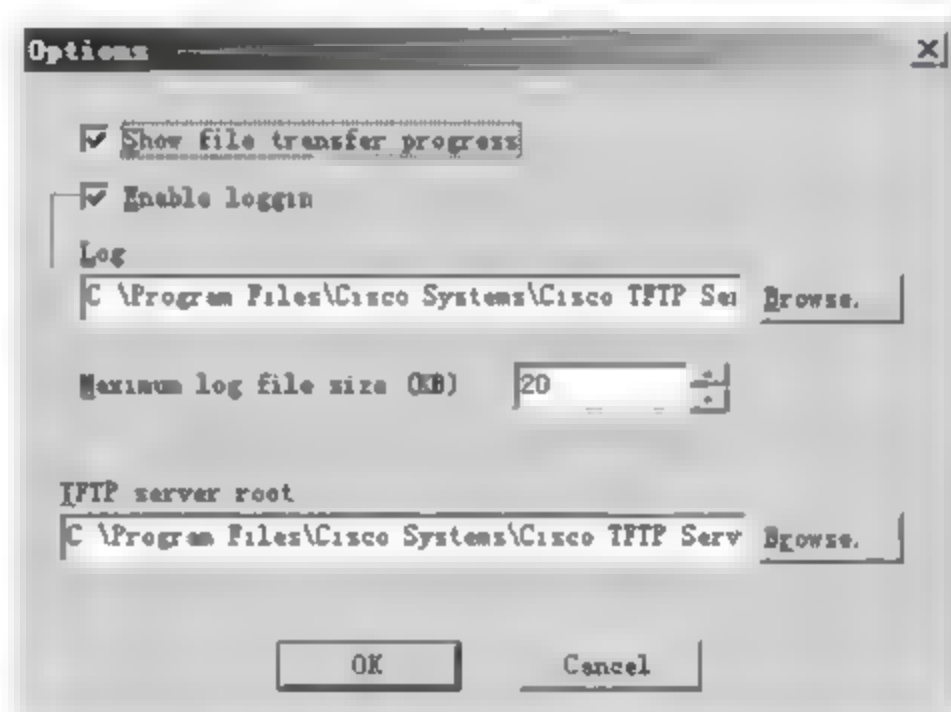 Options
Show file transfer progress
Enable loggin
Log
C \Program Files\Cisco Systems\Cisco TFTP Ser
Browse.
Maximum log file size (KB)
20
TFTP server root
C \Program Files\Cisco Systems\Cisco TFTP Serv
Browse.
OK
Cancel